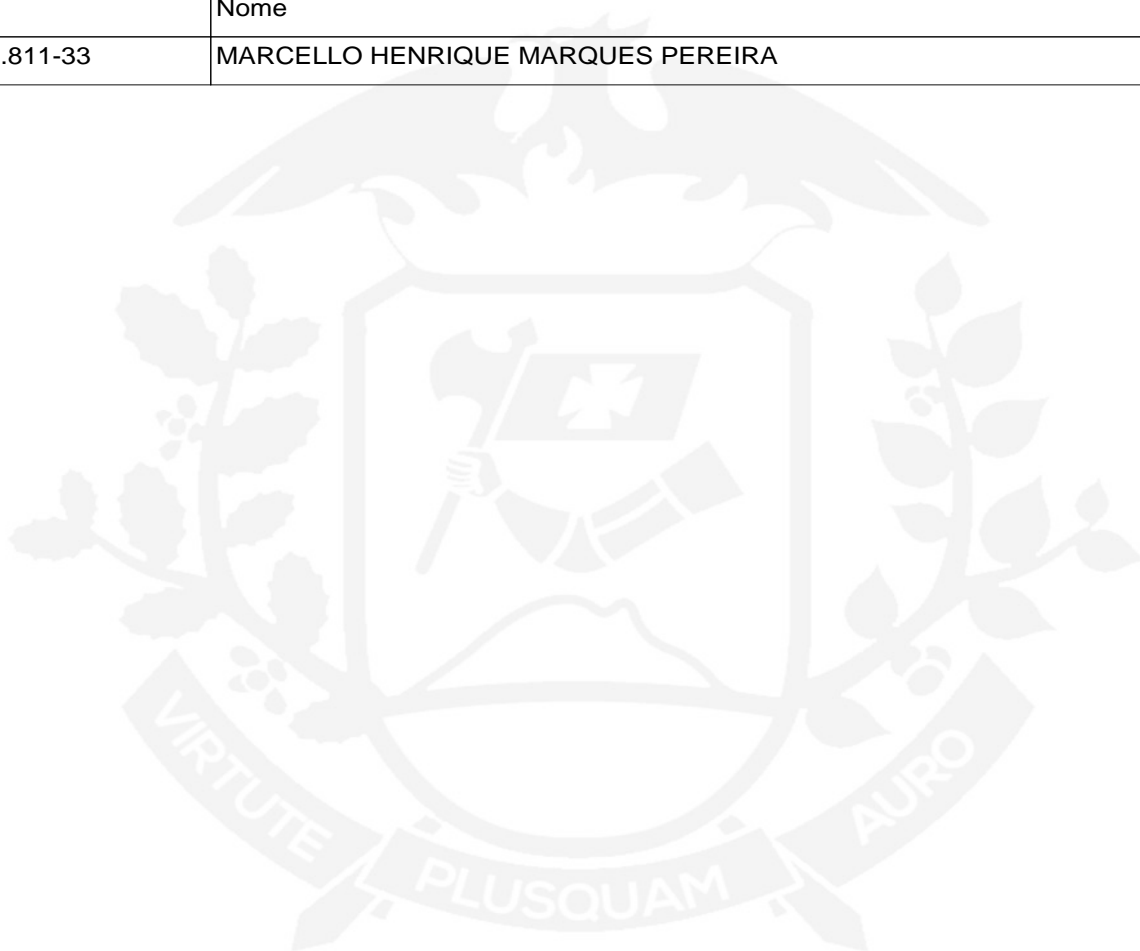 Nome
.811-33 MARCELLO HENRIQUE MARQUES PEREIRA
VIRTUTE PLUSQUAM AURO